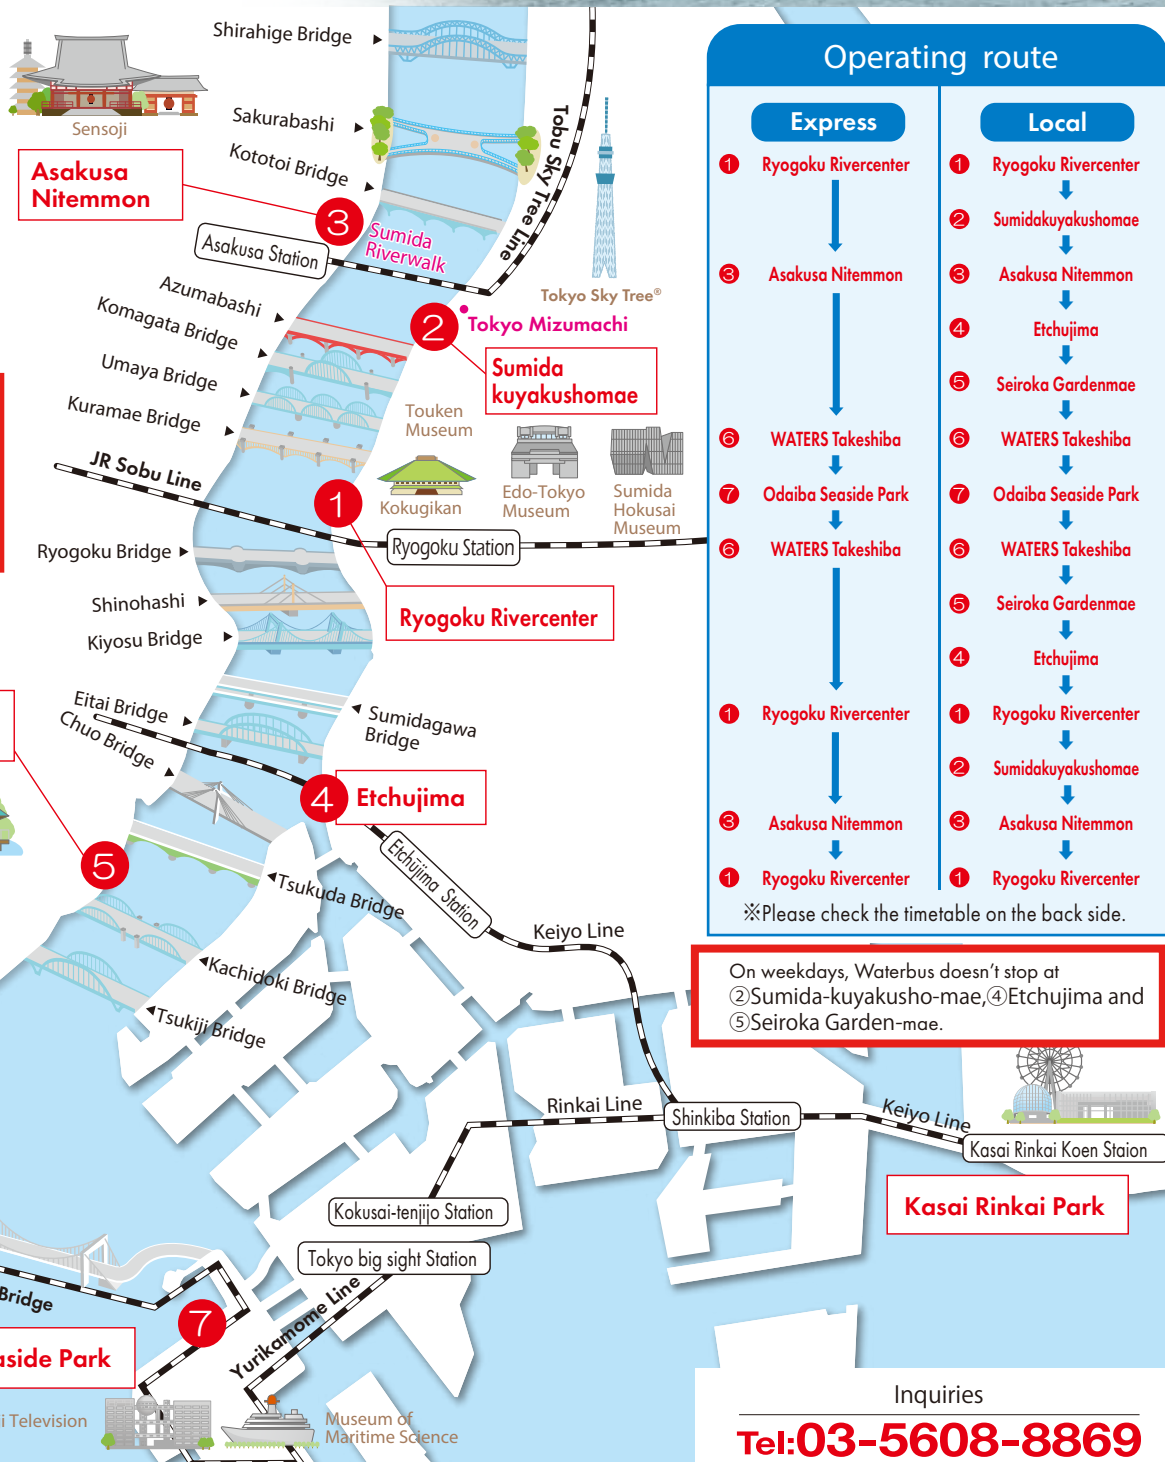 Shirahige Bridge
Sensoji
Sakurabashi
Kototoi Bridge
Tobu Sky Tree Line
Asakusa
Nitemmon
3
Sumida
Riverwalk
Asakusa Station
Tokyo Sky Tree®
Azumabashi
Komagata Bridge
Umaya Bridge
Kuramae Bridge
2
Tokyo Mizumachi
Sumida
kuyakushomae
Touken
Museum
JR Sobu Line
1
Kokugikan
Edo-Tokyo
Museum
Sumida
Hokusai
Museum
Ryogoku Station
Ryogoku Bridge
Shinohashi
Kiyosu Bridge
Ryogoku Rivercenter
Eitai Bridge
Chuo Bridge
Sumidagawa
Bridge
4
Etchujima
5
Etchūjima Station
Tsukuda Bridge
Keiyo Line
Kachidoki Bridge
Tsukiji Bridge
Rinkai Line
Shinkiba Station
Keiyo Line
Kasai Rinkai Koen Staion
Kasai Rinkai Park
Kokusai-tenjijo Station
Tokyo big sight Station
Yurikamome Line
Bridge
7
aside Park
i Television
Museum of
Maritime Science
Operating route
Express
① Ryogoku Rivercenter
③ Asakusa Nitemmon
⑥ WATERS Takeshiba
⑦ Odaiba Seaside Park
⑥ WATERS Takeshiba
① Ryogoku Rivercenter
③ Asakusa Nitemmon
① Ryogoku Rivercenter
Local
① Ryogoku Rivercenter
② Sumidakuyakushomae
③ Asakusa Nitemmon
④ Etchujima
⑤ Seiroka Gardenmae
⑥ WATERS Takeshiba
⑦ Odaiba Seaside Park
⑥ WATERS Takeshiba
⑤ Seiroka Gardenmae
④ Etchujima
① Ryogoku Rivercenter
② Sumidakuyakushomae
③ Asakusa Nitemmon
① Ryogoku Rivercenter
※Please check the timetable on the back side.
On weekdays, Waterbus doesn't stop at
②Sumida-kuyakusho-mae,④Etchujima and
⑤Seiroka Garden-mae.
Inquiries
Tel:03-5608-8869